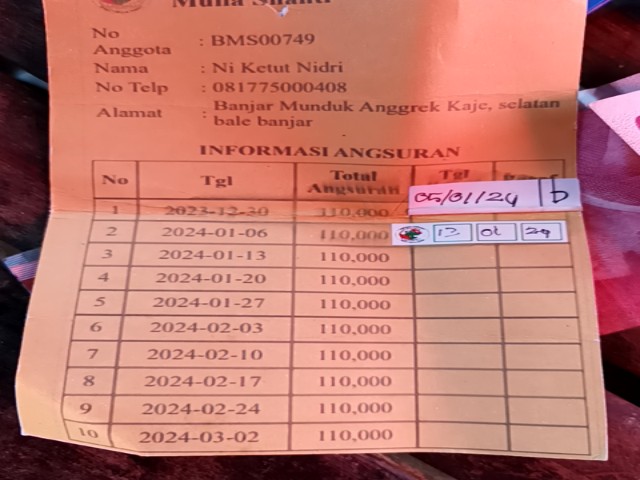 No Anggota : BMS00749
Nama : Ni Ketut Nidri
No Telp : 081775000408
Alamat : Banjar Munduk Anggrek Kaje, selatan
bale banjar
INFORMASI ANGSURAN
No Tgl Total Angsuran Tgl
05/01/24 b
1 2023-12-30 110,000
2 2024-01-06 110,000 01 24
3 2024-01-13 110,000
4 2024-01-20 110,000
5 2024-01-27 110,000
6 2024-02-03 110,000
7 2024-02-10 110,000
8 2024-02-17 110,000
9 2024-02-24 110,000
10 2024-03-02 110,000